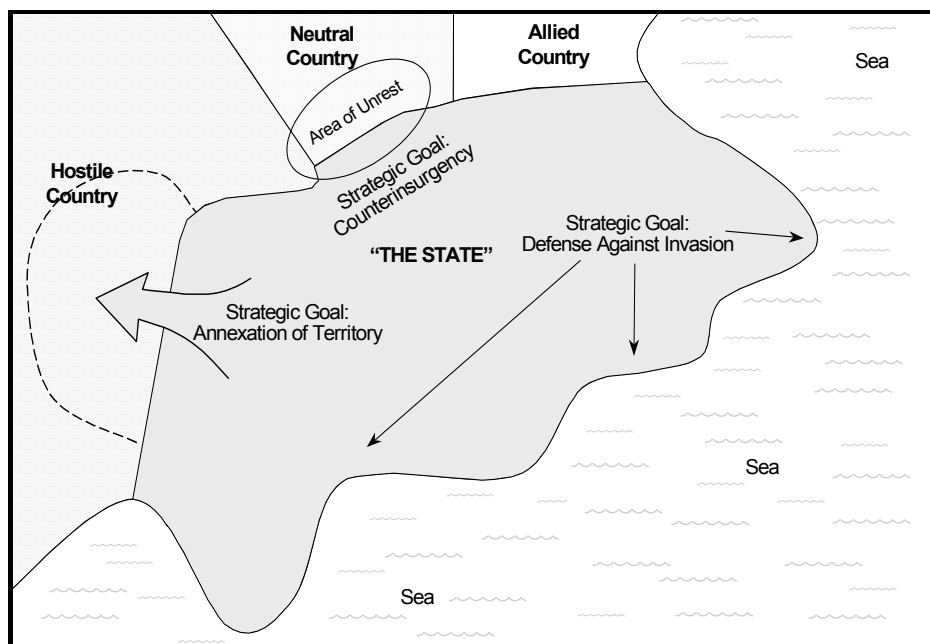 Neutral
Country
Allied
Country
Sea
Area of Unrest
Hostile
Country
Strategic Goal:
Counterinsurgency
Strategic Goal:
Defense Against Invasion
“THE STATE”
Strategic Goal:
Annexation of Territory
Sea
Sea